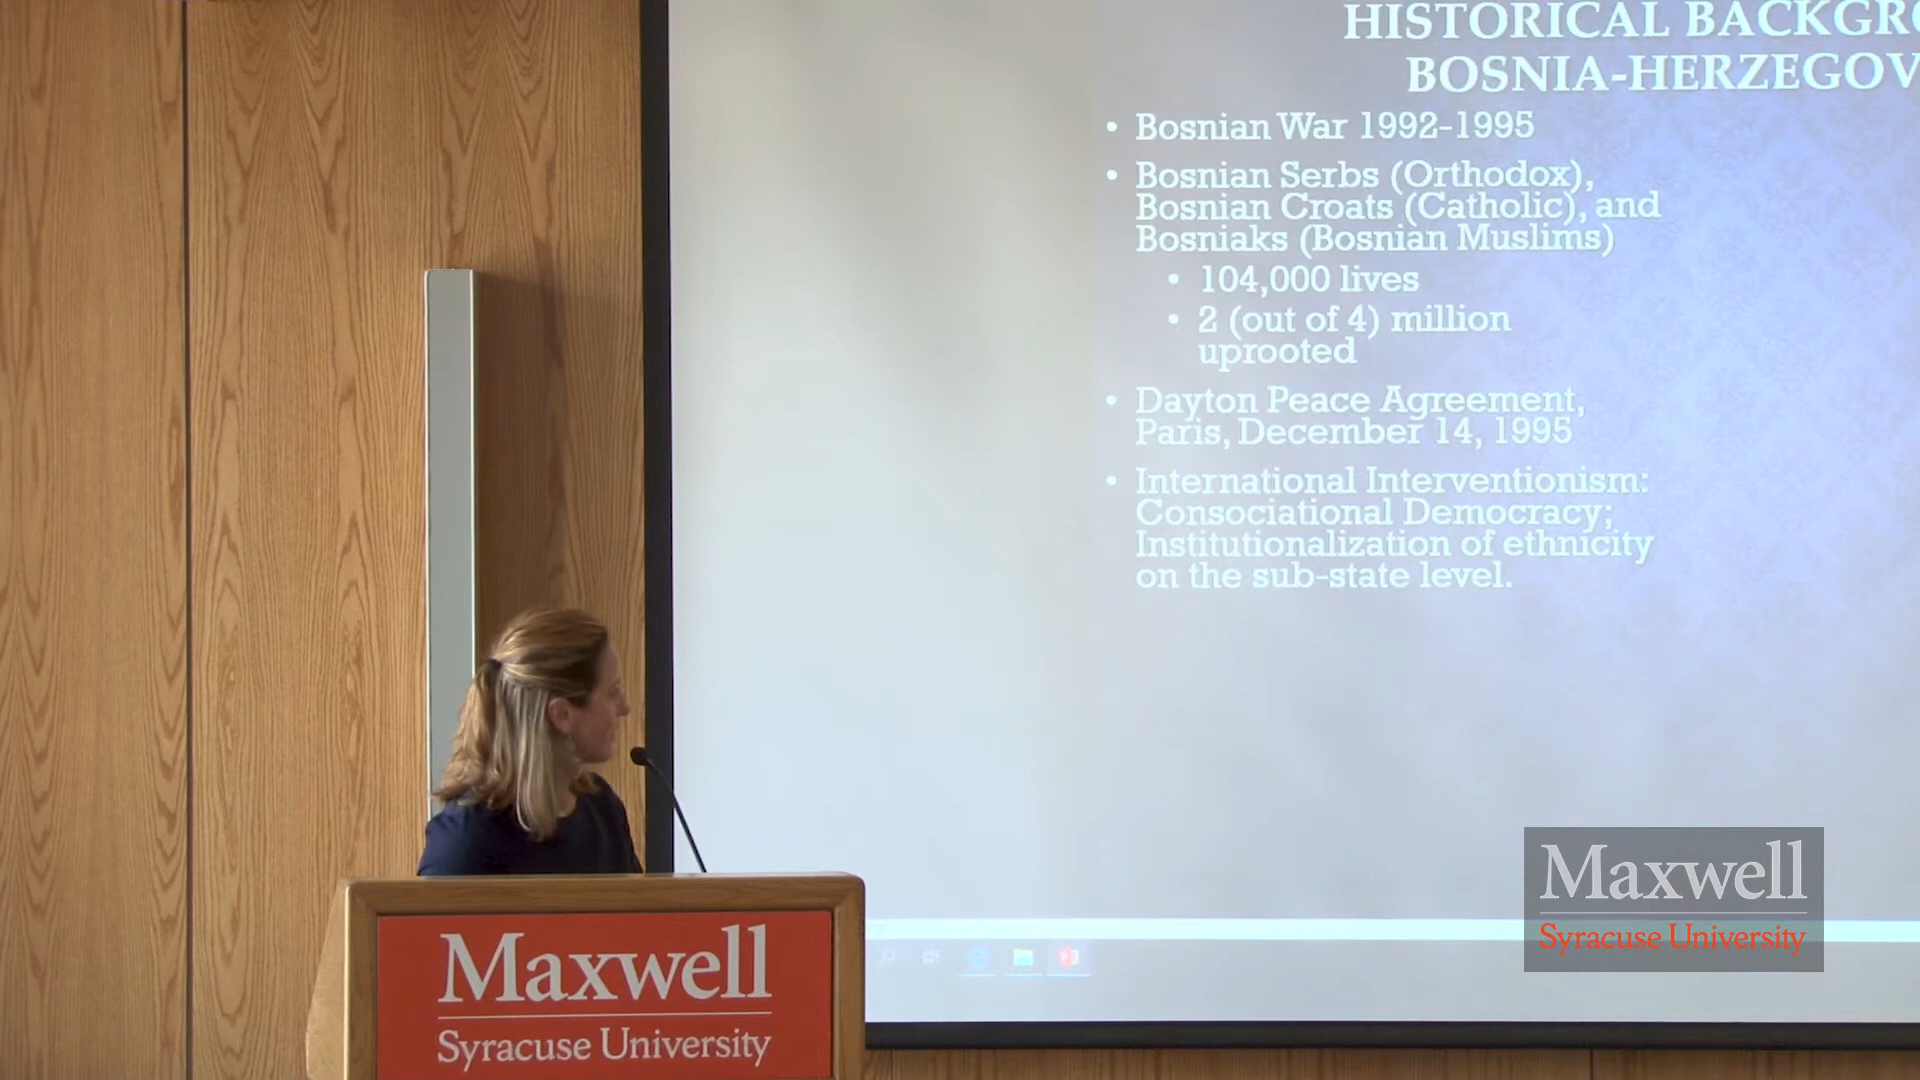 HISTORICAL BACKGRO
BOSNIA-HERZEGOV
• Bosnian War 1992-1995
• Bosnian Serbs (Orthodox),
Bosnian Croats (Catholic), and
Bosniaks (Bosnian Muslims)
• 104,000 lives
• 2 (out of 4) million
uprooted
• Dayton Peace Agreement,
Paris, December 14, 1995
• International Interventionism:
Consociational Democracy;
Institutionalization of ethnicity
on the sub-state level.
Maxwell
Syracuse University
Maxwell
Syracuse University